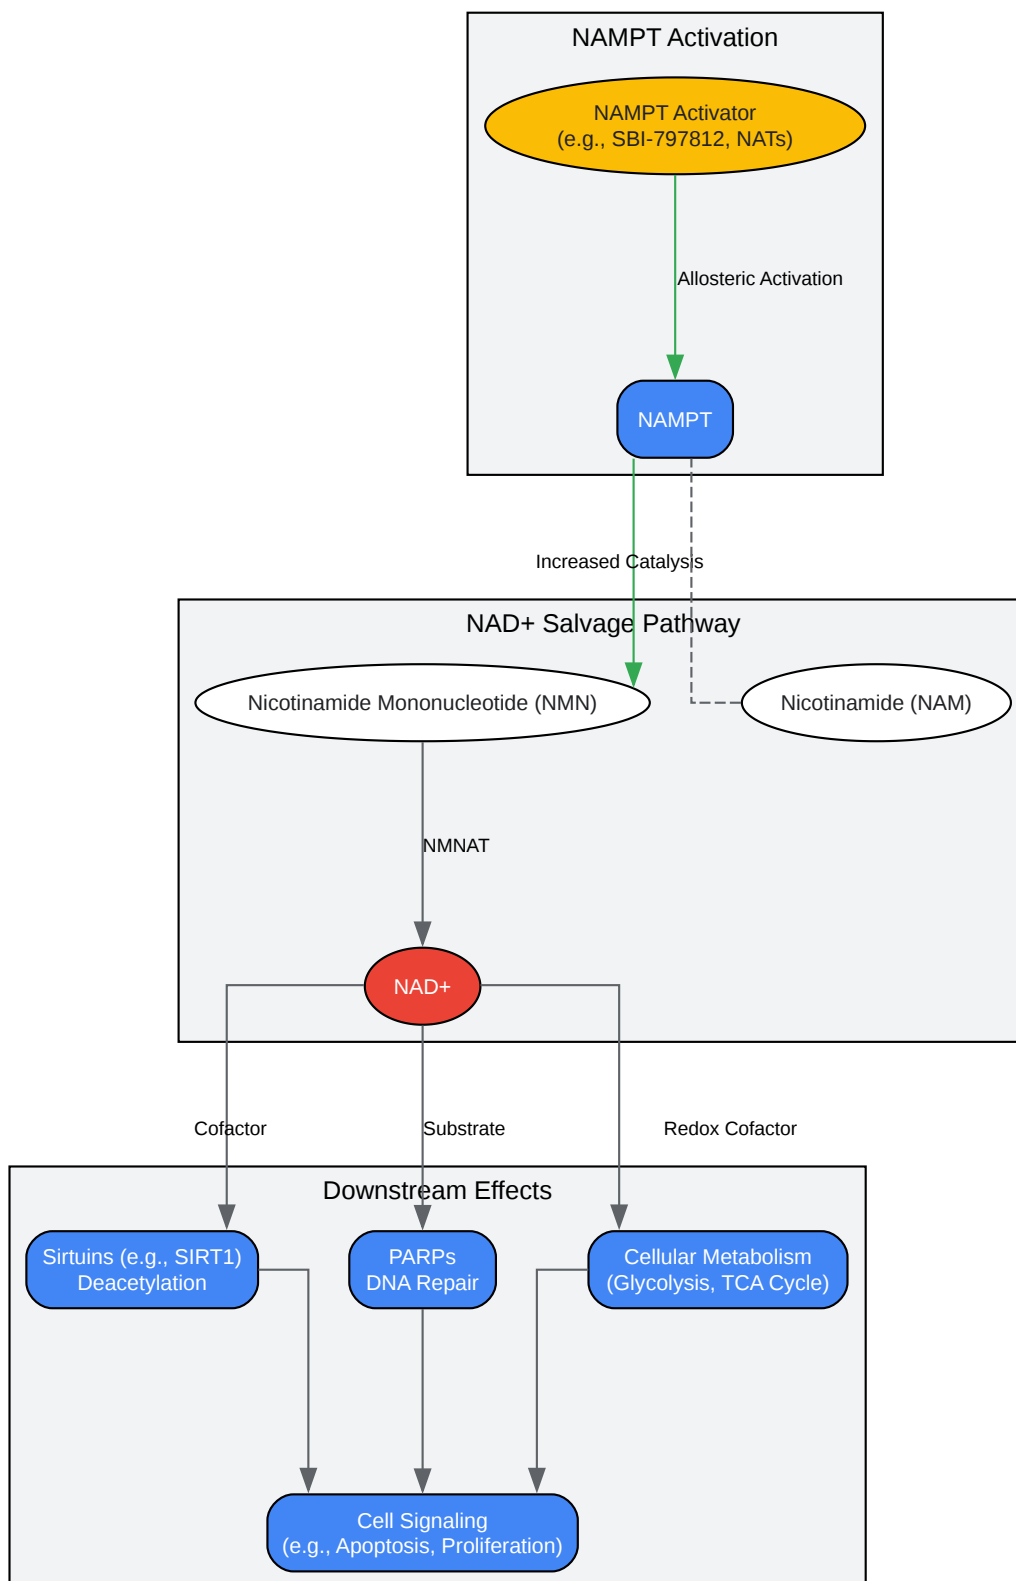 NAMPT Activation
NAMPT Activator
(e.g., SBI-797812, NATs)
Allosteric Activation
NAMPT
Increased Catalysis
NAD+ Salvage Pathway
Nicotinamide Mononucleotide (NMN)
Nicotinamide (NAM)
NMNAT
NAD+
Cofactor
Substrate
Redox Cofactor
Downstream Effects
Sirtuins (e.g., SIRT1)
Deacetylation
PARPs
DNA Repair
Cellular Metabolism
(Glycolysis, TCA Cycle)
Cell Signaling
(e.g., Apoptosis, Proliferation)